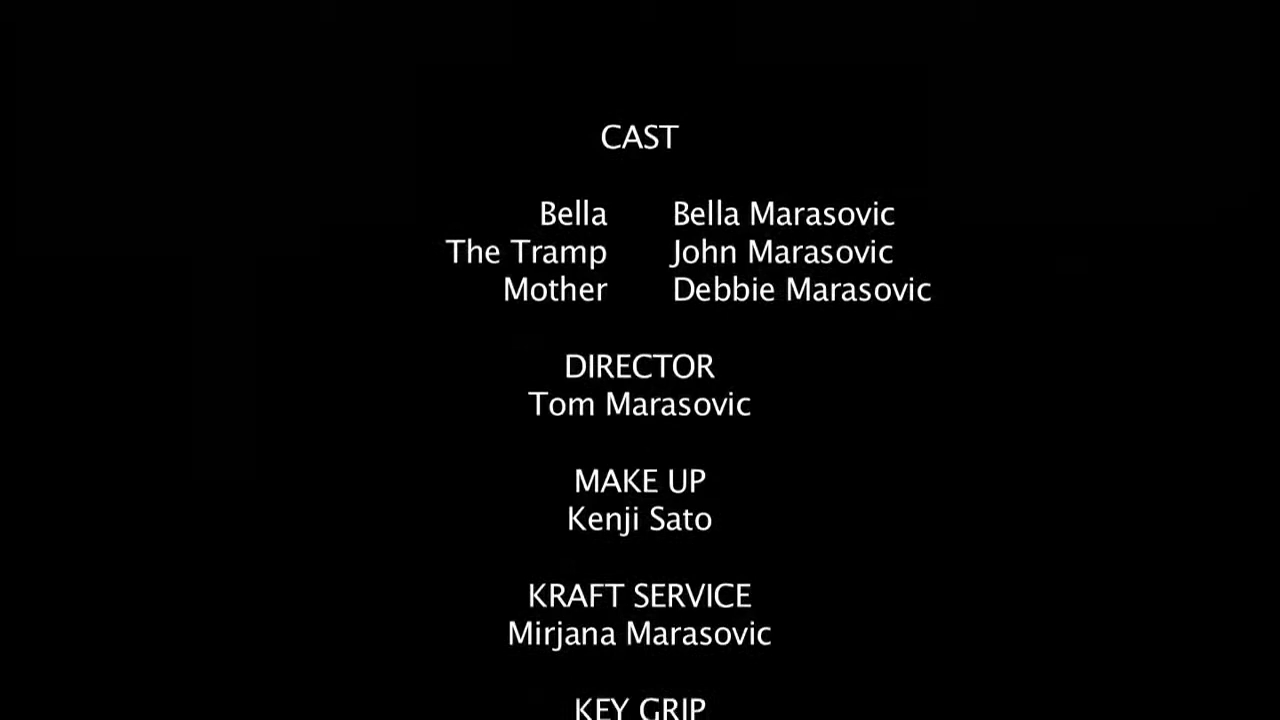 CAST
Bella Bella Marasovic
The Tramp John Marasovic
Mother Debbie Marasovic
DIRECTOR
Tom Marasovic
MAKE UP
Kenji Sato
KRAFT SERVICE
Mirjana Marasovic
KEY GRIP